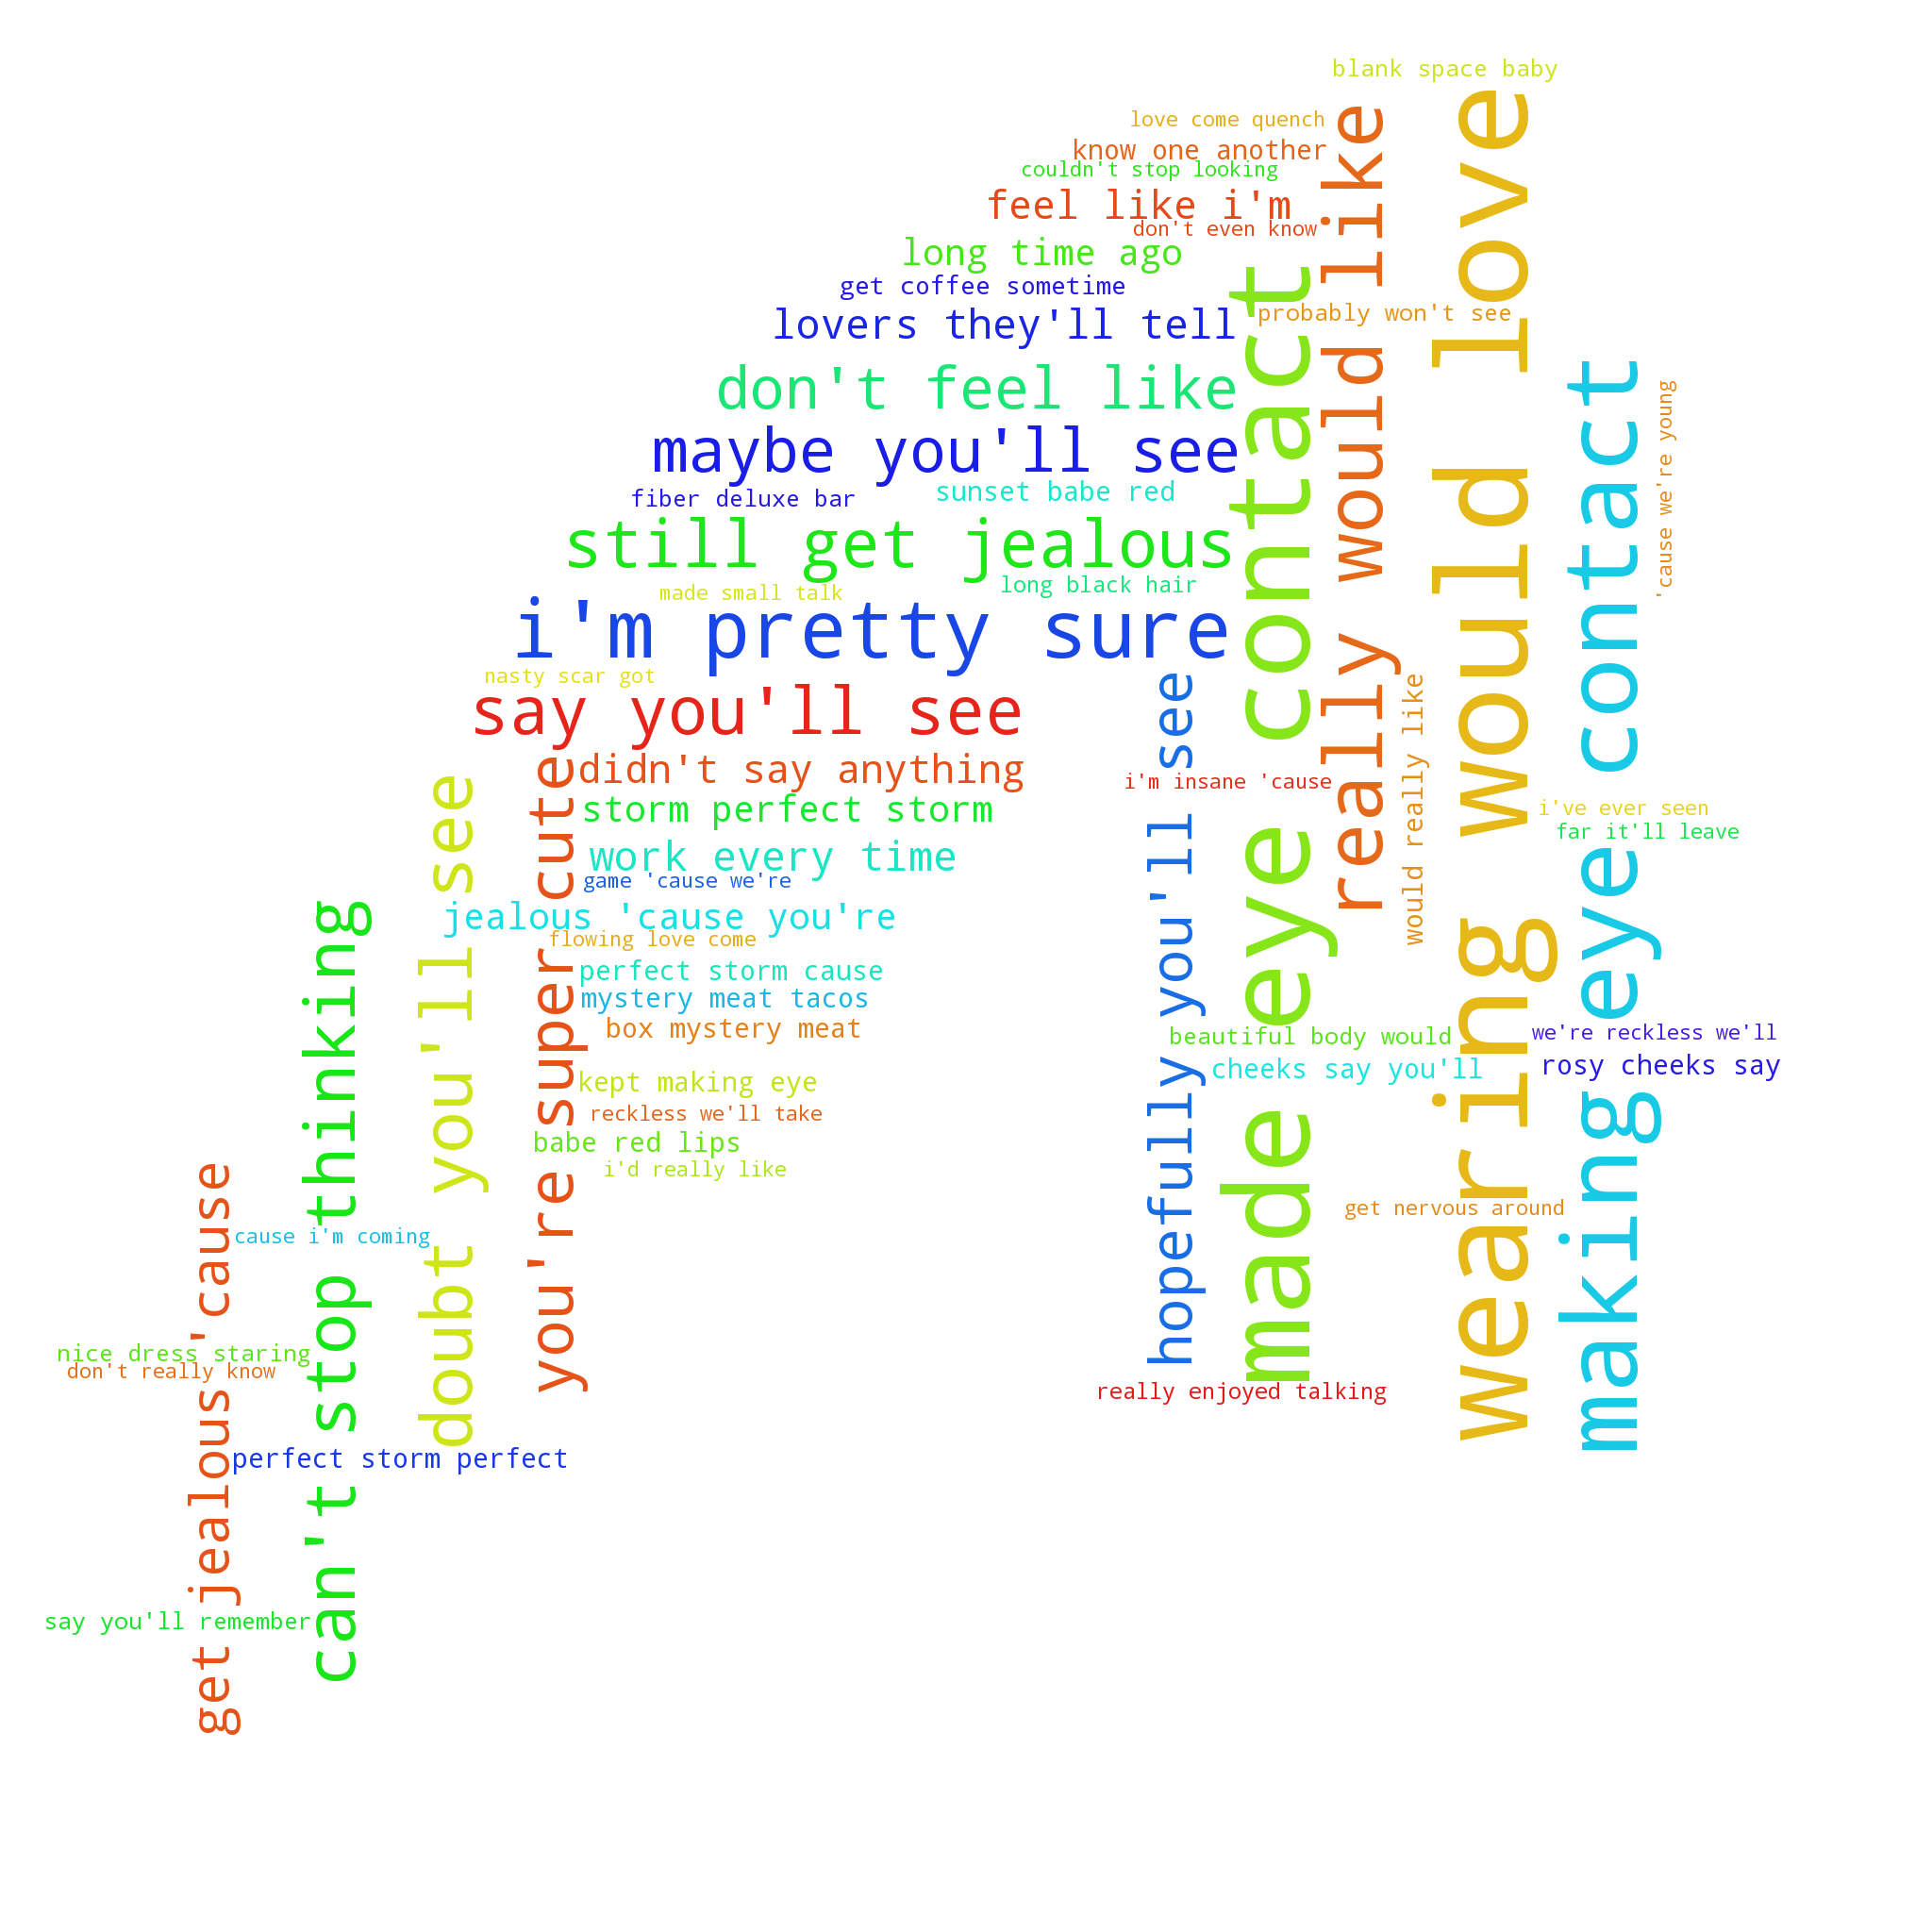 blank space baby
love come quench
know one another
couldn't stop looking
feel like i'm
don't even know
long time ago
get coffee sometime
probably won't see
lovers they'll tell
don't feel like
maybe you'll see
fiber deluxe bar
sunset babe red
still get jealous
made small talk
long black hair
i'm pretty sure
nasty scar got
say you'll see
didn't say anything
i'm insane 'cause
storm perfect storm
i've ever seen
far it'll leave
work every time
game 'cause we're
jealous 'cause you're
flowing love come
perfect storm cause
mystery meat tacos
box mystery meat
beautiful body would
we're reckless we'll
cheeks say you'll
rosy cheeks say
kept making eye
reckless we'll take
babe red lips
i'd really like
get nervous around
cause i'm coming
nice dress staring
don't really know
really enjoyed talking
perfect storm perfect
say you'll remember
get jealous 'cause
can't stop thinking
doubt you'll see
you're super cute
hopefully you'll see
made eye contact
really would like
would really like
wearing would love
making eye contact
'cause we're young